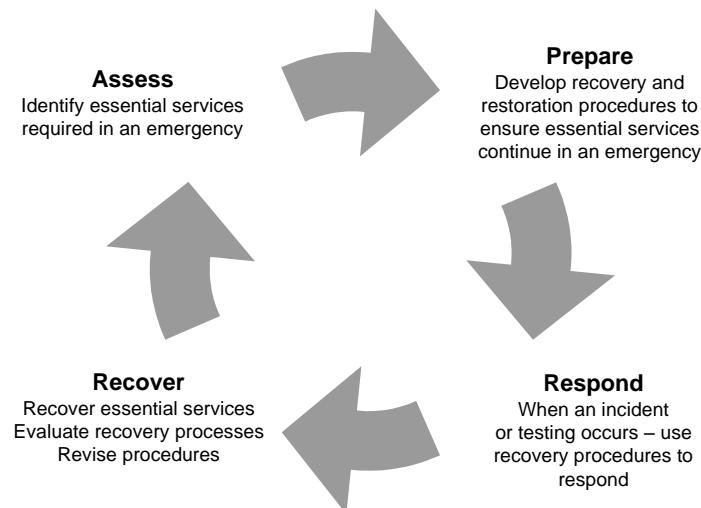 Assess
Identify essential services
required in an emergency
Prepare
Develop recovery and
restoration procedures to
ensure essential services
continue in an emergency
Respond
When an incident
or testing occurs – use
recovery procedures to
respond
Recover
Recover essential services
Evaluate recovery processes
Revise procedures